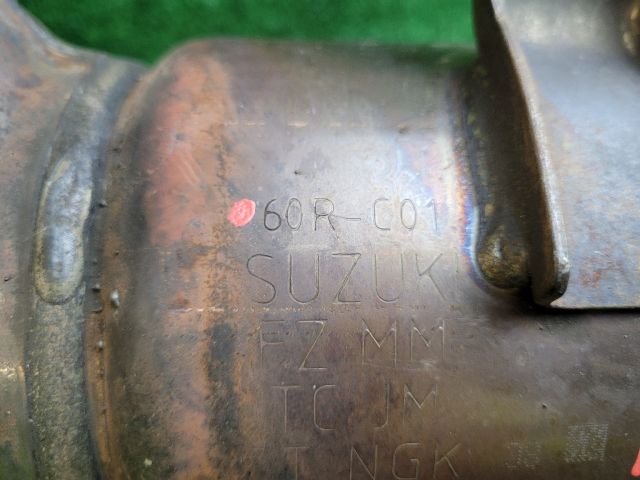 60R-C01
SUZUKI
FZ MM
TC JM
T NGK